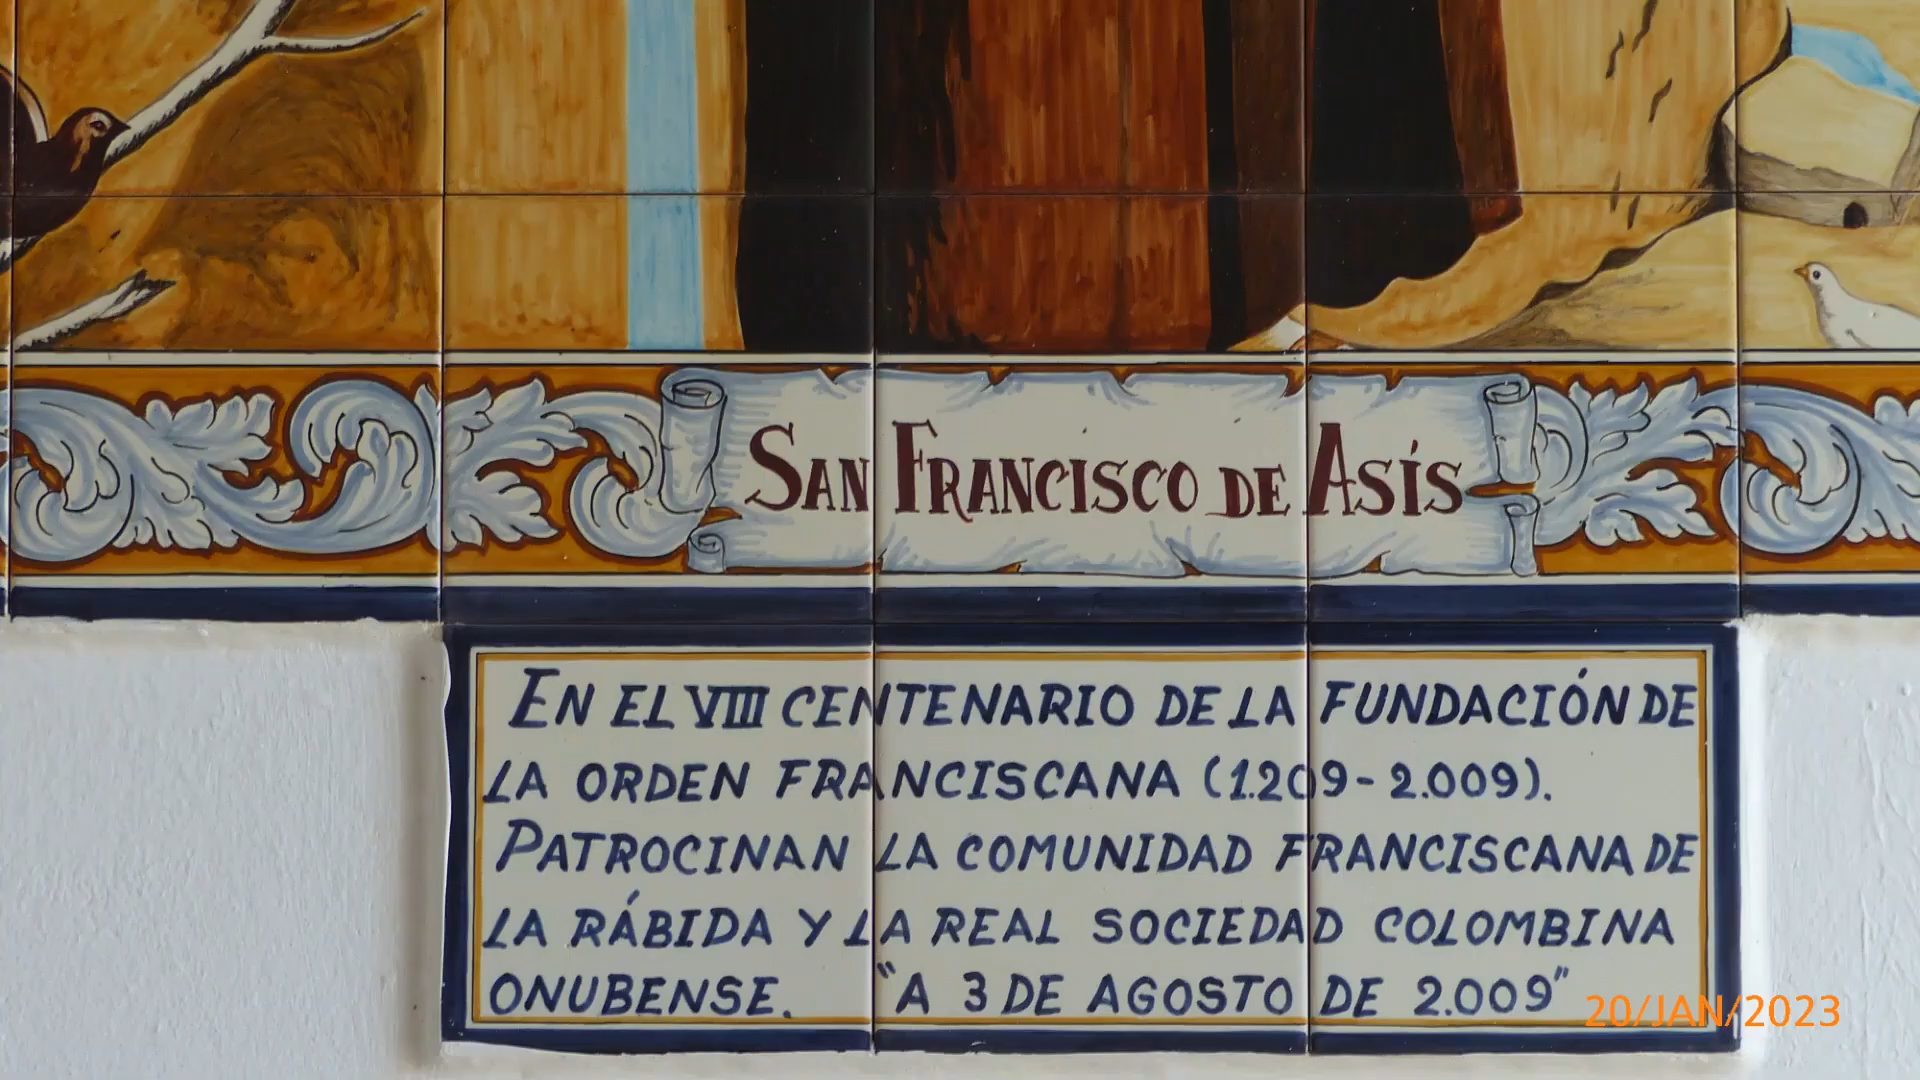 SAN FRANCISCO DE ASÍS
EN EL VIII CENTENARIO DE LA FUNDACIÓN DE
LA ORDEN FRANCISCANA (1.209-2.009).
PATROCINAN LA COMUNIDAD FRANCISCANA DE
LA RÁBIDA Y LA REAL SOCIEDAD COLOMBINA
ONUBENSE. "A 3 DE AGOSTO DE 2.009"
20/JAN/2023